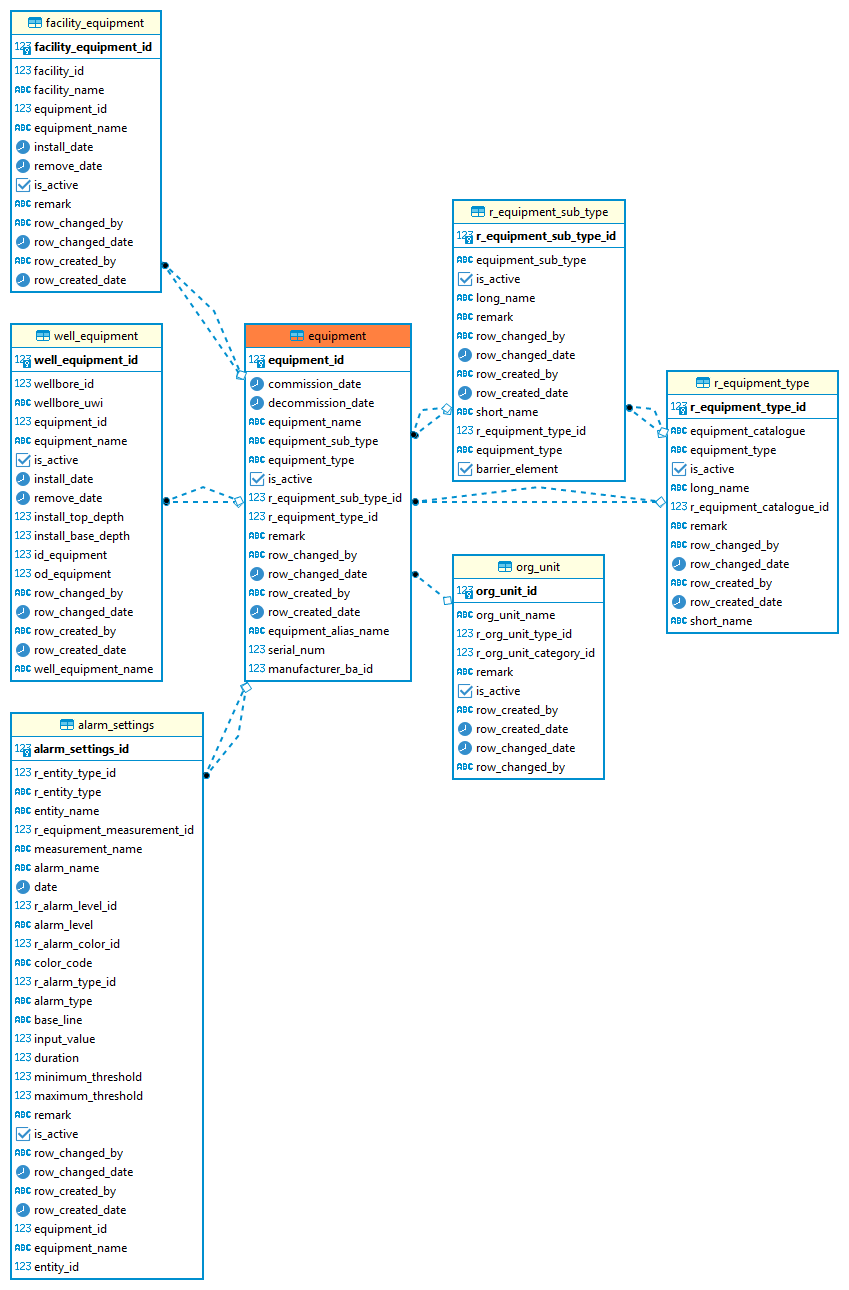 facility_equipment
123 facility_equipment_id
123 facility_id
ABC facility_name
123 equipment_id
ABC equipment_name
install_date
remove_date
is_active
ABC remark
ABC row_changed_by
row_changed_date
ABC row_created_by
row_created_date
well_equipment
123 well_equipment_id
123 wellbore_id
ABC wellbore_uwi
123 equipment_id
ABC equipment_name
is_active
install_date
remove_date
123 install_top_depth
123 install_base_depth
123 id_equipment
123 od_equipment
ABC row_changed_by
row_changed_date
ABC row_created_by
row_created_date
ABC well_equipment_name
alarm_settings
123 alarm_settings_id
123 r_entity_type_id
ABC r_entity_type
ABC entity_name
123 r_equipment_measurement_id
ABC measurement_name
ABC alarm_name
date
123 r_alarm_level_id
ABC alarm_level
123 r_alarm_color_id
ABC color_code
123 r_alarm_type_id
ABC alarm_type
ABC base_line
123 input_value
123 duration
123 minimum_threshold
123 maximum_threshold
ABC remark
is_active
ABC row_changed_by
row_changed_date
ABC row_created_by
row_created_date
123 equipment_id
ABC equipment_name
123 entity_id
equipment
123 equipment_id
commission_date
decommission_date
ABC equipment_name
ABC equipment_sub_type
ABC equipment_type
is_active
123 r_equipment_sub_type_id
123 r_equipment_type_id
ABC remark
ABC row_changed_by
row_changed_date
ABC row_created_by
row_created_date
ABC equipment_alias_name
123 serial_num
123 manufacturer_ba_id
r_equipment_sub_type
123 r_equipment_sub_type_id
ABC equipment_sub_type
is_active
ABC long_name
ABC remark
ABC row_changed_by
row_changed_date
ABC row_created_by
row_created_date
ABC short_name
123 r_equipment_type_id
ABC equipment_type
barrier_element
org_unit
123 org_unit_id
ABC org_unit_name
123 r_org_unit_type_id
123 r_org_unit_category_id
ABC remark
is_active
ABC row_created_by
row_created_date
row_changed_date
ABC row_changed_by
r_equipment_type
123 r_equipment_type_id
ABC equipment_catalogue
ABC equipment_type
is_active
ABC long_name
123 r_equipment_catalogue_id
ABC remark
ABC row_changed_by
row_changed_date
ABC row_created_by
row_created_date
ABC short_name